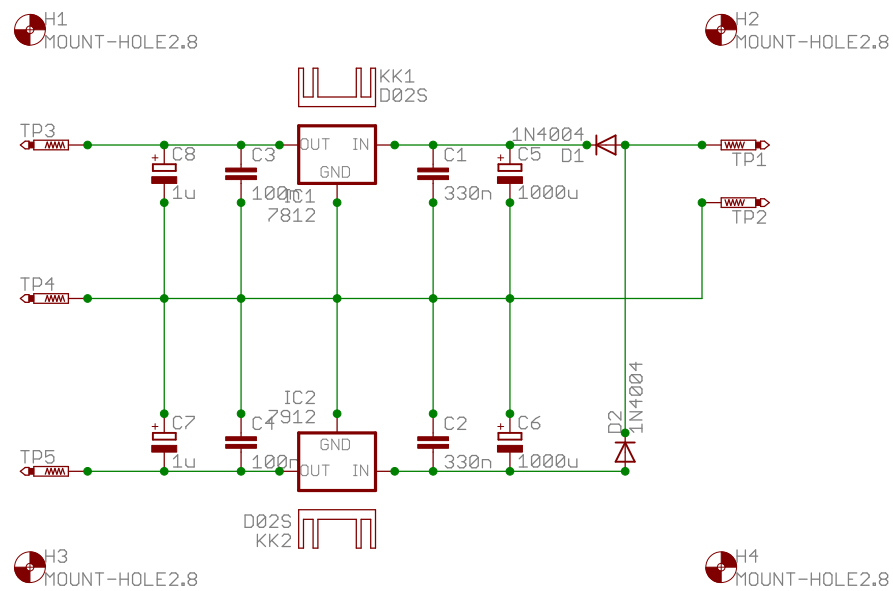 H1
MOUNT-HOLE2.8
H2
MOUNT-HOLE2.8
KK1
D02S
TP3
OUT IN
GND
1N4004
D1
TP1
C8
1u
C3
100n
IC1
7812
C1
330n
+
C5
1000u
+
TP2
TP4
IC2
7912
1N4004
D2
C7
1u
+
C4
100n
GND
OUT IN
C2
330n
C6
1000u
+
TP5
D02S
KK2
H3
MOUNT-HOLE2.8
H4
MOUNT-HOLE2.8